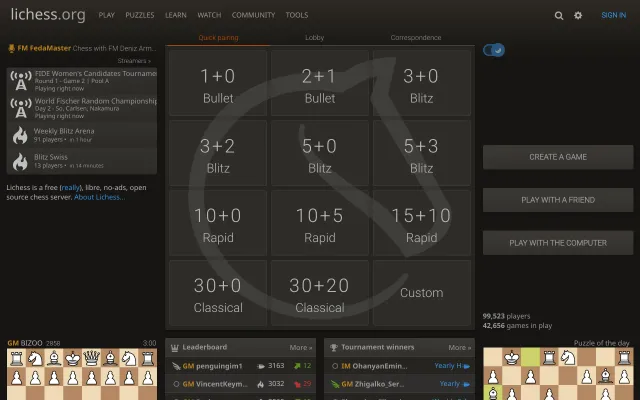 lichess.org PLAY PUZZLES LEARN WATCH COMMUNITY TOOLS SIGN IN
FM FedaMaster Chess with FM Deniz Arm...
Streamers »
FIDE Women's Candidates Tourname
Round 1 - Game 2 | Pool A
Playing right now
World Fischer Random Championship
Day 2 - So, Carlsen, Nakamura
Playing right now
Weekly Blitz Arena
91 players • in 1 hour
Blitz Swiss
13 players • in 14 minutes
Lichess is a free (really), libre, no-ads, open
source chess server. About Lichess...
Quick pairing Lobby Correspondence
1+0 2+1 3+0
Bullet Bullet Blitz
3+2 5+0 5+3
Blitz Blitz Blitz
10+0 10+5 15+10
Rapid Rapid Rapid
30+0 30+20 Custom
Classical Classical
CREATE A GAME
PLAY WITH A FRIEND
PLAY WITH THE COMPUTER
99,523 players
42,656 games in play
GM BIZOO 2858 3:00
Leaderboard More »
GM penguingim1 3163 12
GM VincentKeym... 3032 29
Tournament winners More »
IM OhanyanEmin... Yearly H
GM Zhigalko_Ser... Yearly
Puzzle of the day